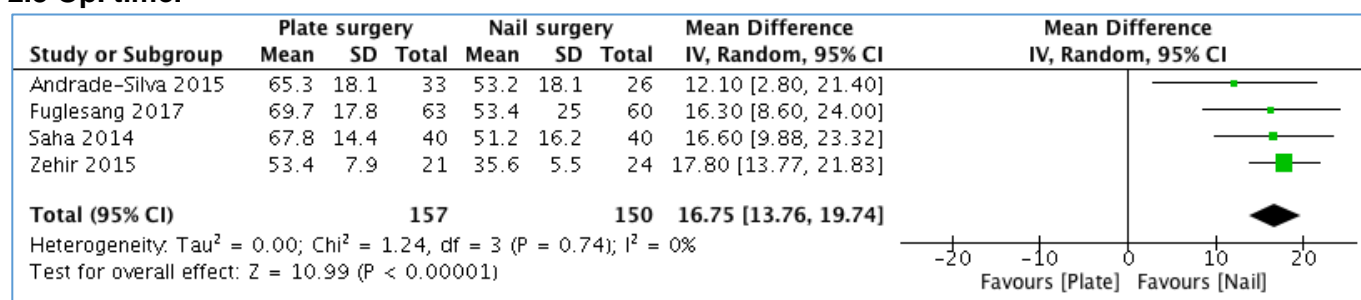 Plate surgery Nail surgery Mean Difference Mean Difference
Study or Subgroup Mean SD Total Mean SD Total IV, Random, 95% CI IV, Random, 95% CI
Andrade-Silva 2015 65.3 18.1 33 53.2 18.1 26 12.10 [2.80, 21.40]
Fuglesang 2017 69.7 17.8 63 53.4 25 60 16.30 [8.60, 24.00]
Saha 2014 67.8 14.4 40 51.2 16.2 40 16.60 [9.88, 23.32]
Zehir 2015 53.4 7.9 21 35.6 5.5 24 17.80 [13.77, 21.83]
Total (95% CI) 157 150 16.75 [13.76, 19.74]
Heterogeneity: Tau² = 0.00; Chi² = 1.24, df = 3 (P = 0.74); I² = 0%
Test for overall effect: Z = 10.99 (P < 0.00001)
-20 -10 0 10 20
Favours [Plate] Favours [Nail]